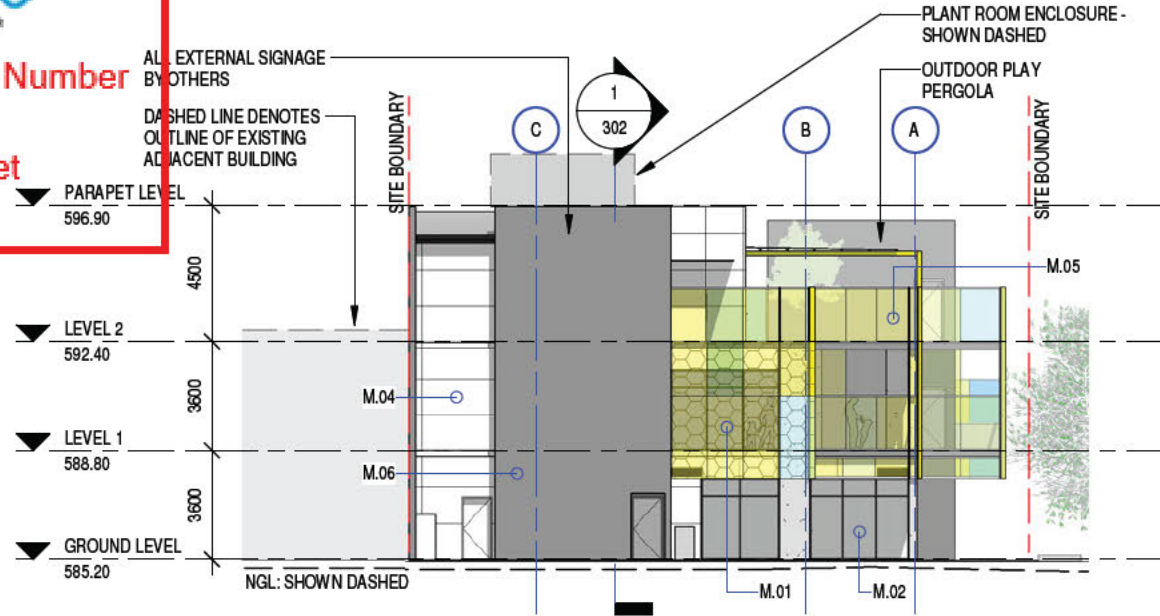 PLANT ROOM ENCLOSURE -
SHOWN DASHED
OUTDOOR PLAY
PERGOLA
ALL EXTERNAL SIGNAGE
BY OTHERS
Number
DASHED LINE DENOTES
OUTLINE OF EXISTING
ADJACENT BUILDING
1
302
C
B
A
SITE BOUNDARY
SITE BOUNDARY
PARAPET LEVEL
596.90
4500
M.05
LEVEL 2
592.40
3600
M.04
LEVEL 1
588.80
M.06
3600
GROUND LEVEL
585.20
NGL: SHOWN DASHED
M.01
M.02